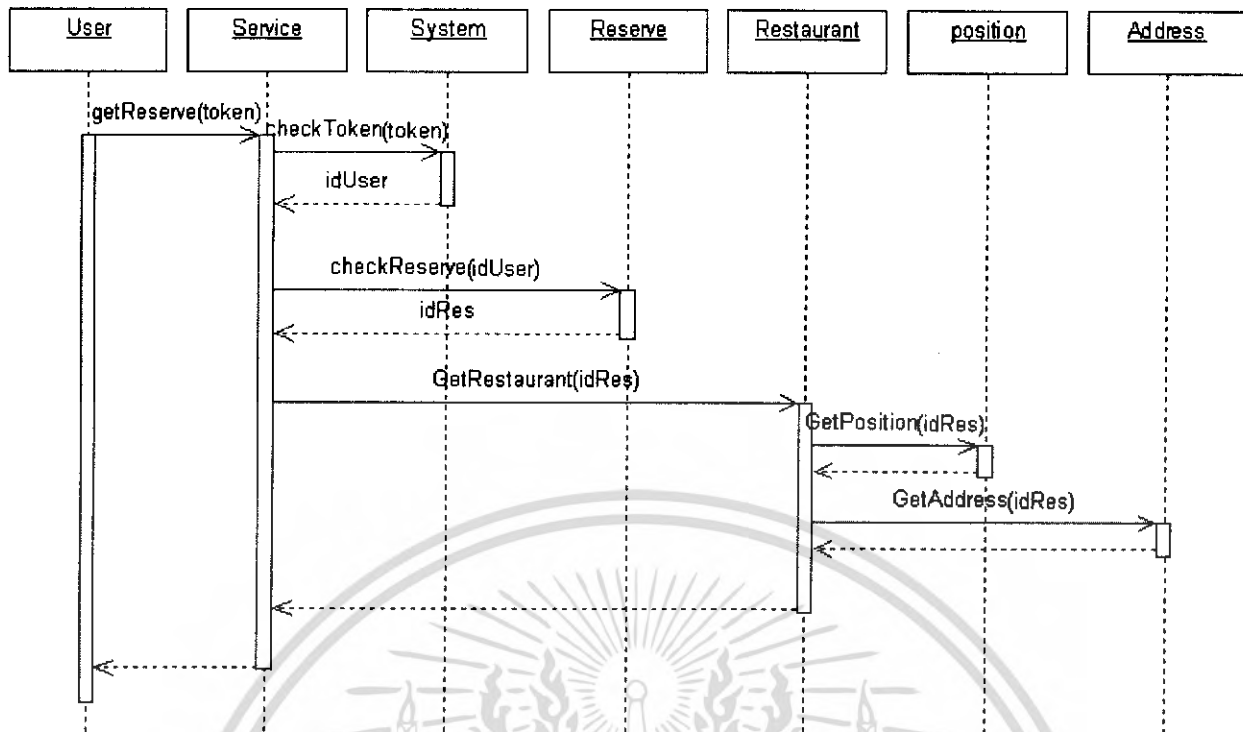 User
Service
System
Reserve
Restaurant
position
Address
getReserve(token)
checkToken(token)
idUser
checkReserve(idUser)
idRes
GetRestaurant(idRes)
GetPosition(idRes)
GetAddress(idRes)